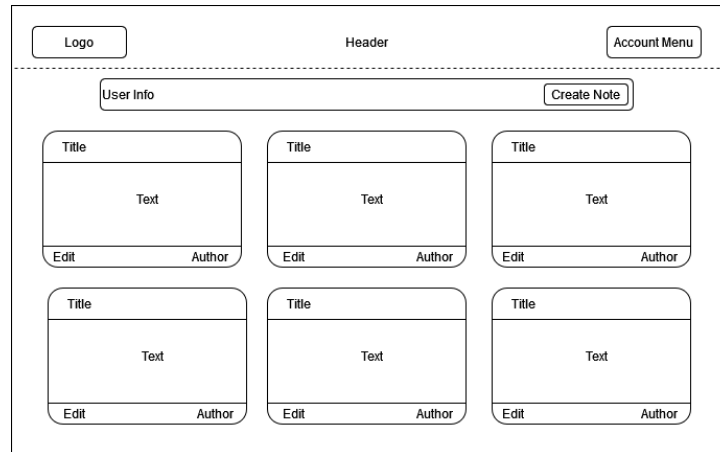 Logo Header Account Menu
User Info Create Note
Title Title Title
Text Text Text
Edit Author Edit Author Edit Author
Title Title Title
Text Text Text
Edit Author Edit Author Edit Author